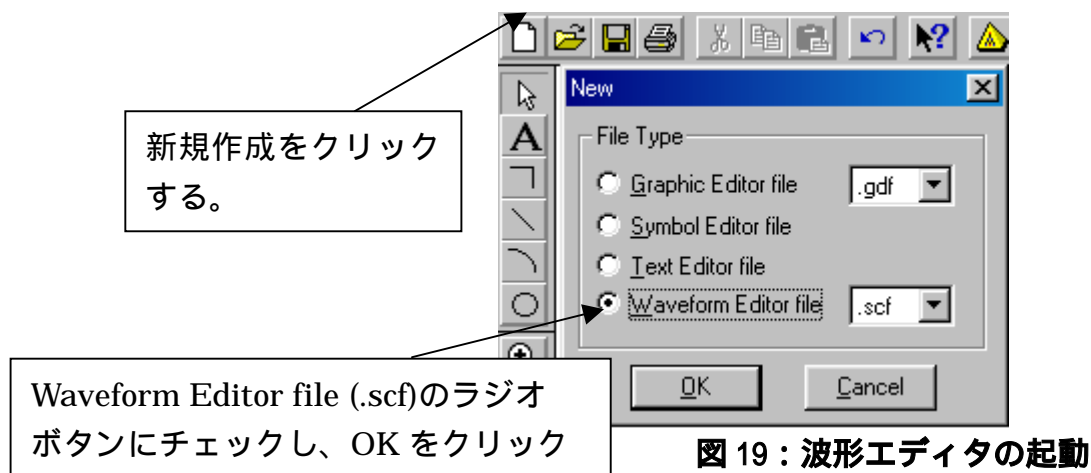 New
新規作成をクリック
する。
File Type
Graphic Editor file .gdf
Symbol Editor file
Text Editor file
Waveform Editor file .scf
OK Cancel
Waveform Editor file (.scf)のラジオ
ボタンにチェックし、OK をクリック
図 19：波形エディタの起動